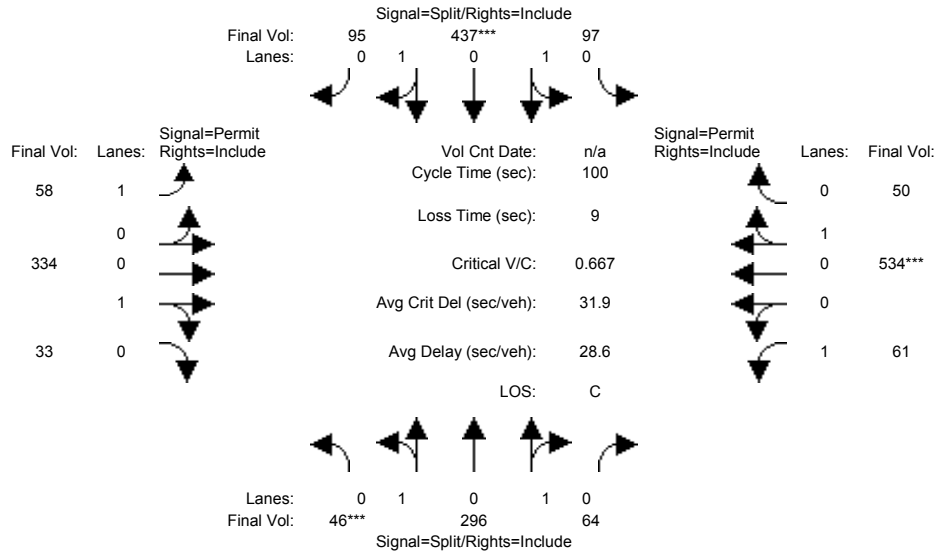 Signal=Split/Rights=Include
Final Vol: 95 437*** 97
Lanes: 0 1 0 1 0
Signal=Permit
Final Vol: Lanes: Rights=Include
Vol Cnt Date: n/a
Signal=Permit
Rights=Include Lanes: Final Vol:
Cycle Time (sec): 100
58 1
0 50
Loss Time (sec): 9
0
1
334 0
Critical V/C: 0.667
0 534***
1
Avg Crit Del (sec/veh): 31.9
0
33 0
Avg Delay (sec/veh): 28.6
1 61
LOS: C
Lanes: 0 1 0 1 0
Final Vol: 46*** 296 64
Signal=Split/Rights=Include